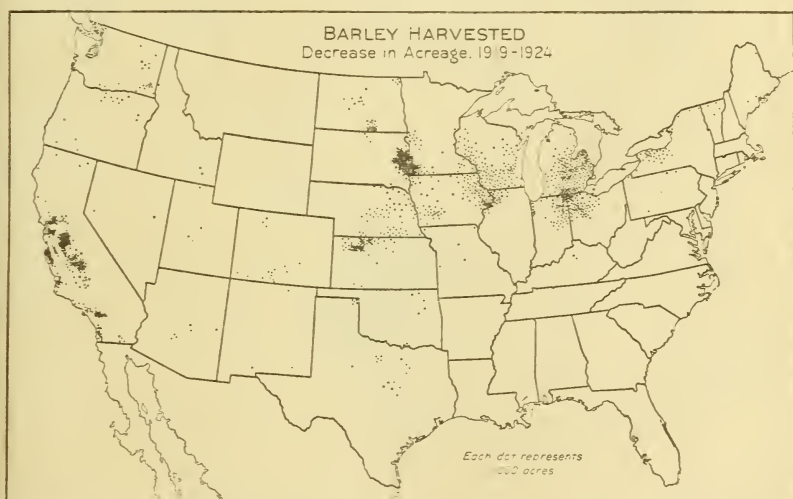 BARLEY HARVESTED
Decrease in Acreage, 1919-1924
Each dot represents
acres